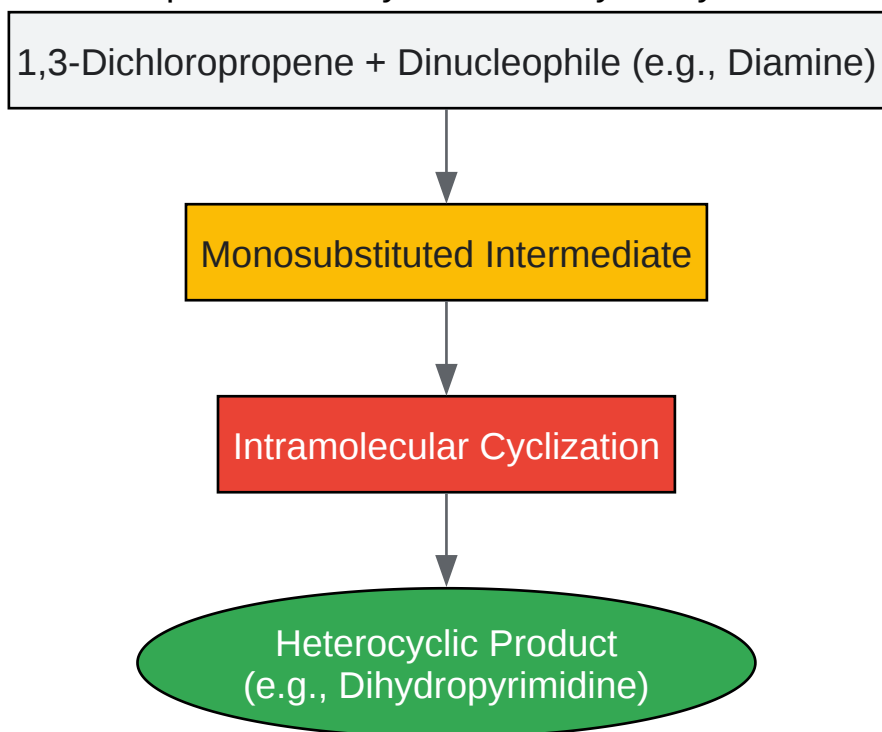 1,3-Dichloropropene + Dinucleophile (e.g., Diamine)
Monosubstituted Intermediate
Intramolecular Cyclization
Heterocyclic Product
(e.g., Dihydropyrimidine)